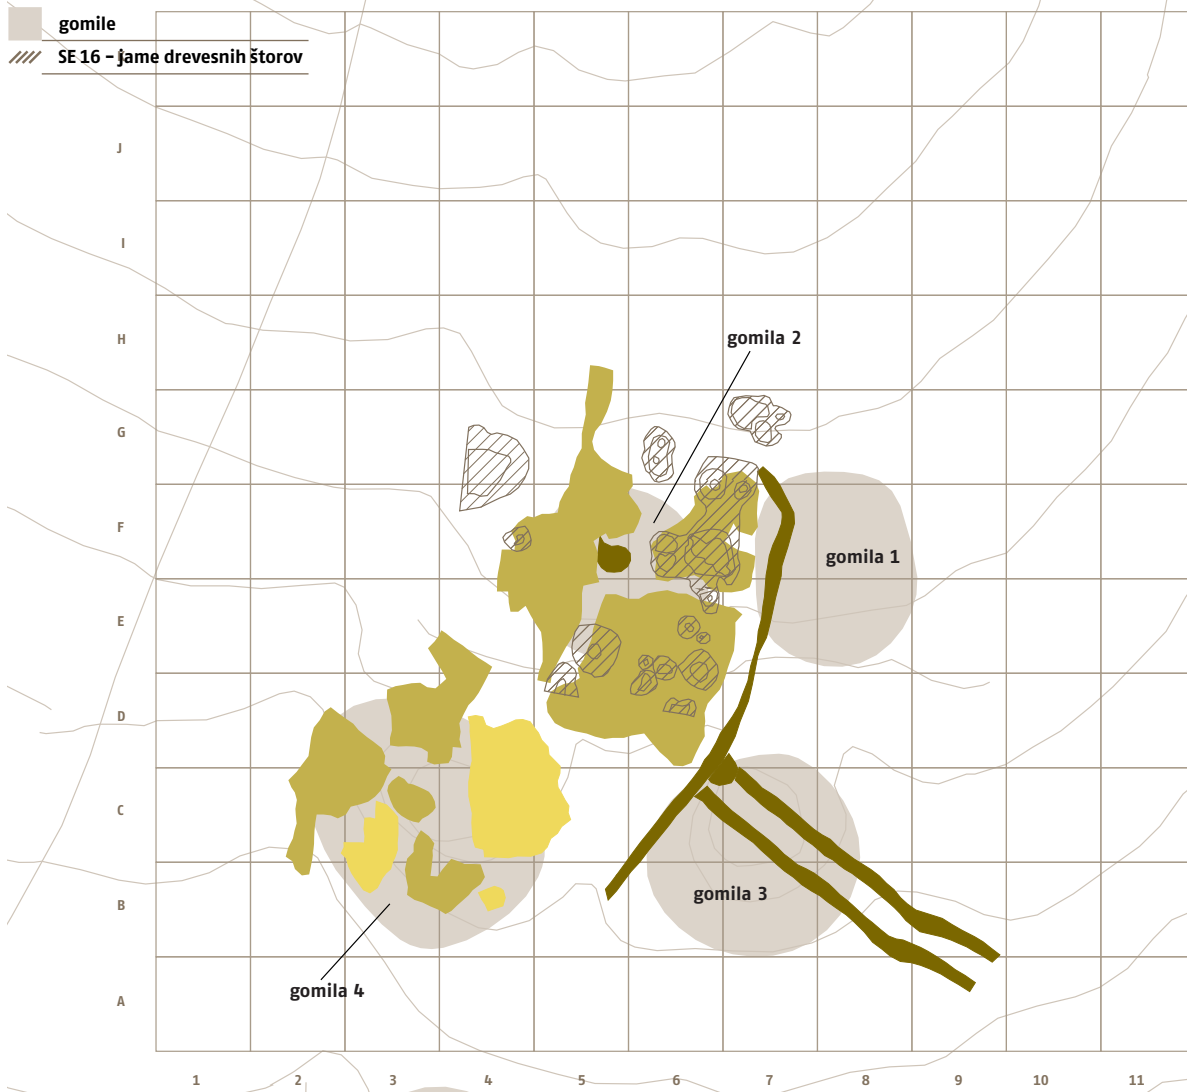 gomile
SE 16 – jame drevesnih štorov
K
J
I
H
gomila 2
G
F
gomila 1
E
D
C
B
gomila 3
gomila 4
A
1 2 3 4 5 6 7 8 9 10 11